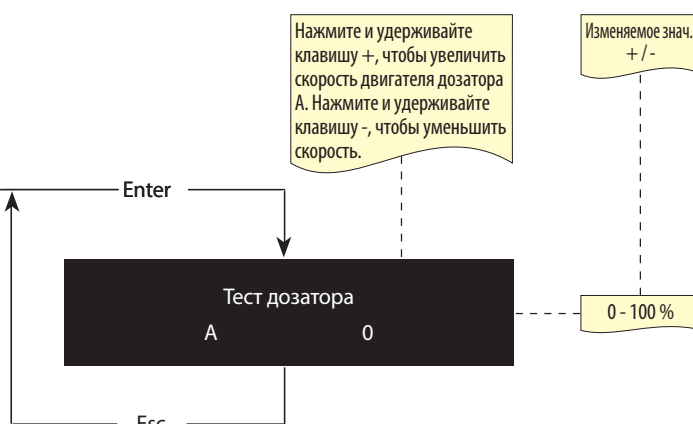 Нажмите и удерживайте
клавишу +, чтобы увеличить
скорость двигателя дозатора
А. Нажмите и удерживайте
клавишу -, чтобы уменьшить
скорость.
Изменяемое знач.
+ / -
Enter
Тест дозатора
А 0
0 - 100 %
Esc